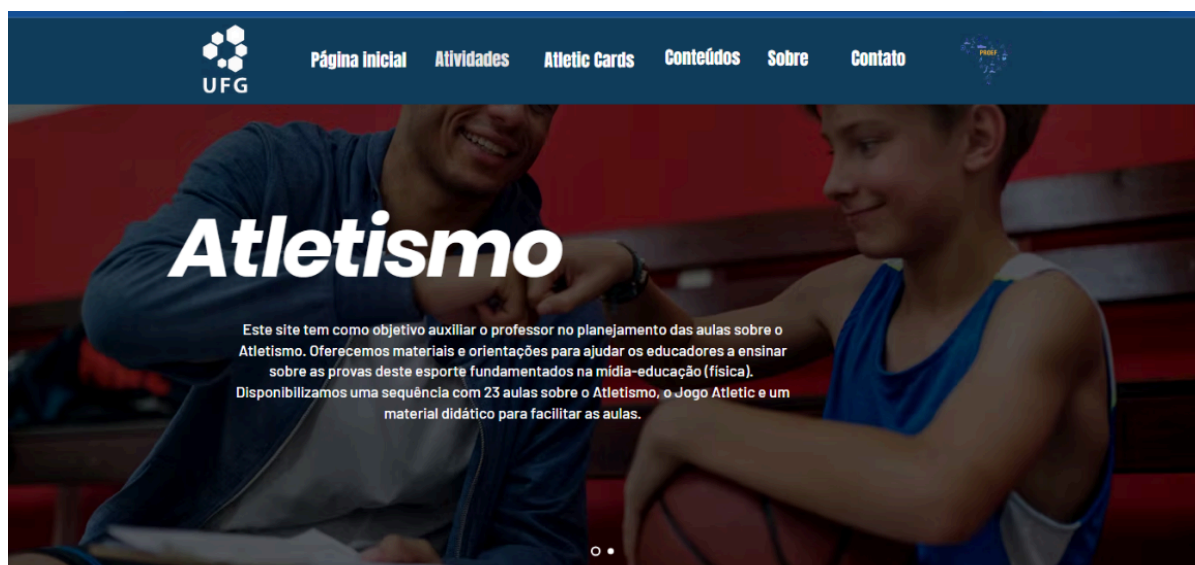 UFG
Página inicial
Atividades
Atletic Cards
Conteúdos
Sobre
Contato
PROEF
Atletismo
Este site tem como objetivo auxiliar o professor no planejamento das aulas sobre o
Atletismo. Oferecemos materiais e orientações para ajudar os educadores a ensinar
sobre as provas deste esporte fundamentados na mídia-educação (física).
Disponibilizamos uma sequência com 23 aulas sobre o Atletismo, o Jogo Atletic e um
material didático para facilitar as aulas.